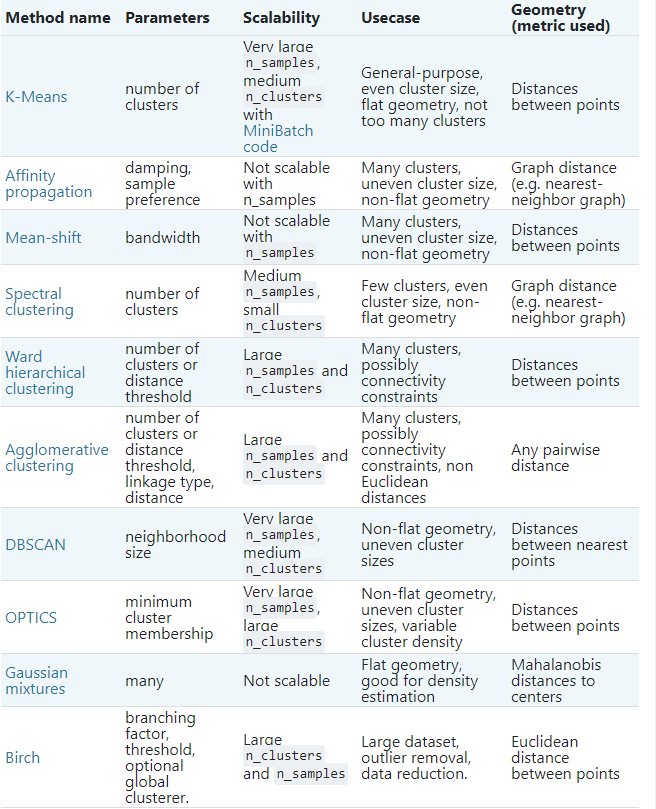 Method name Parameters Scalability Usecase Geometry (metric used)
K-Means
number of
clusters
Very large
n_samples,
medium
n_clusters
with
MiniBatch
code
General-purpose,
even cluster size,
flat geometry, not
too many clusters
Distances
between points
Affinity
propagation
damping,
sample
preference
Not scalable
with
n_samples
Many clusters,
uneven cluster size,
non-flat geometry
Graph distance
(e.g. nearest-
neighbor graph)
Mean-shift
bandwidth
Not scalable
with
n_samples
Many clusters,
uneven cluster size,
non-flat geometry
Distances
between points
Spectral
clustering
number of
clusters
Medium
n_samples,
small
n_clusters
Few clusters, even
cluster size, non-
flat geometry
Graph distance
(e.g. nearest-
neighbor graph)
Ward
hierarchical
clustering
number of
clusters or
distance
threshold
Large
n_samples and
n_clusters
Many clusters,
possibly
connectivity
constraints
Distances
between points
Agglomerative
clustering
number of
clusters or
distance
threshold,
linkage type,
distance
Large
n_samples and
n_clusters
Many clusters,
possibly
connectivity
constraints, non
Euclidean
distances
Any pairwise
distance
DBSCAN
neighborhood
size
Very large
n_samples,
medium
n_clusters
Non-flat geometry,
uneven cluster
sizes
Distances
between nearest
points
OPTICS
minimum
cluster
membership
Very large
n_samples,
large
n_clusters
Non-flat geometry,
uneven cluster
sizes, variable
cluster density
Distances
between points
Gaussian
mixtures
many
Not scalable
Flat geometry,
good for density
estimation
Mahalanobis
distances to
centers
Birch
branching
factor,
threshold,
optional
global
clusterer.
Large
n_clusters
and n_samples
Large dataset,
outlier removal,
data reduction.
Euclidean
distance
between points